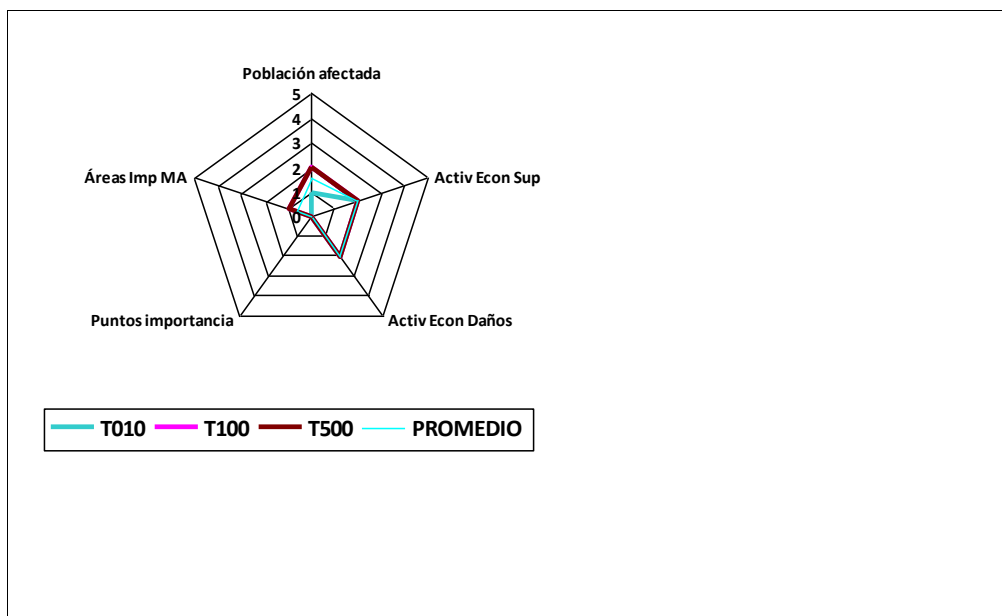 Población afectada
5
4
3
2
1
0
Áreas Imp MA
Activ Econ Sup
Puntos importancia
Activ Econ Daños
T010 T100 T500 PROMEDIO